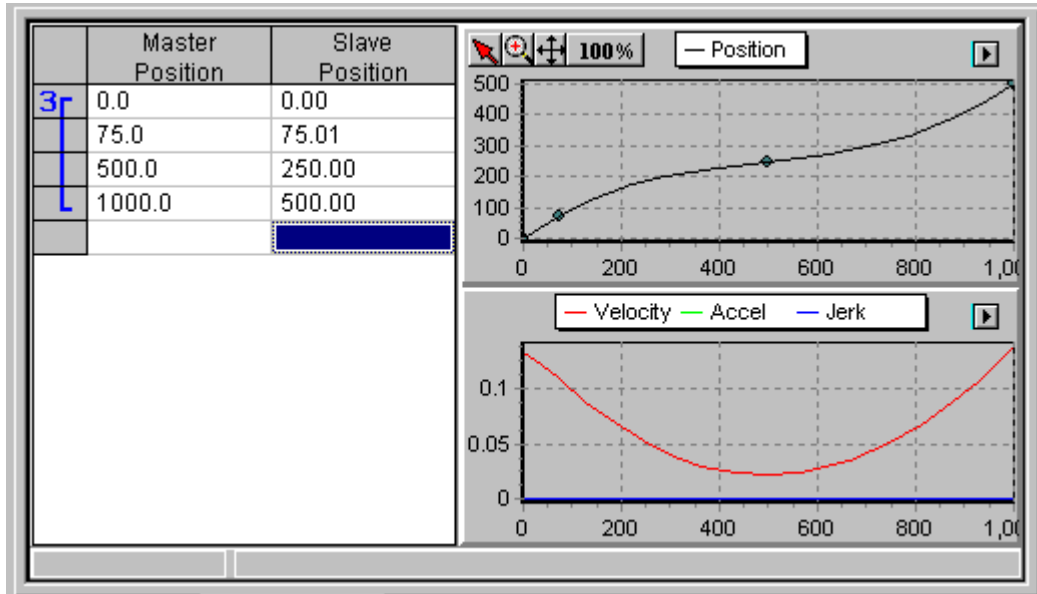 Master Position
Slave Position
3
0.0 0.00
75.0 75.01
500.0 250.00
1000.0 500.00
100%
Position
500
400
300
200
100
0
0 200 400 600 800 1,00
Velocity Accel Jerk
0.1
0.05
0
0 200 400 600 800 1,00